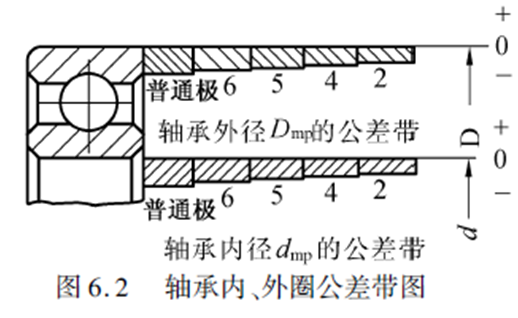 +
0
−
普通极 6 5 4 2
轴承外径Dmp的公差带
D
+
0
−
普通极 6 5 4 2
d
轴承内径dmp的公差带
图6.2 轴承内、外圈公差带图